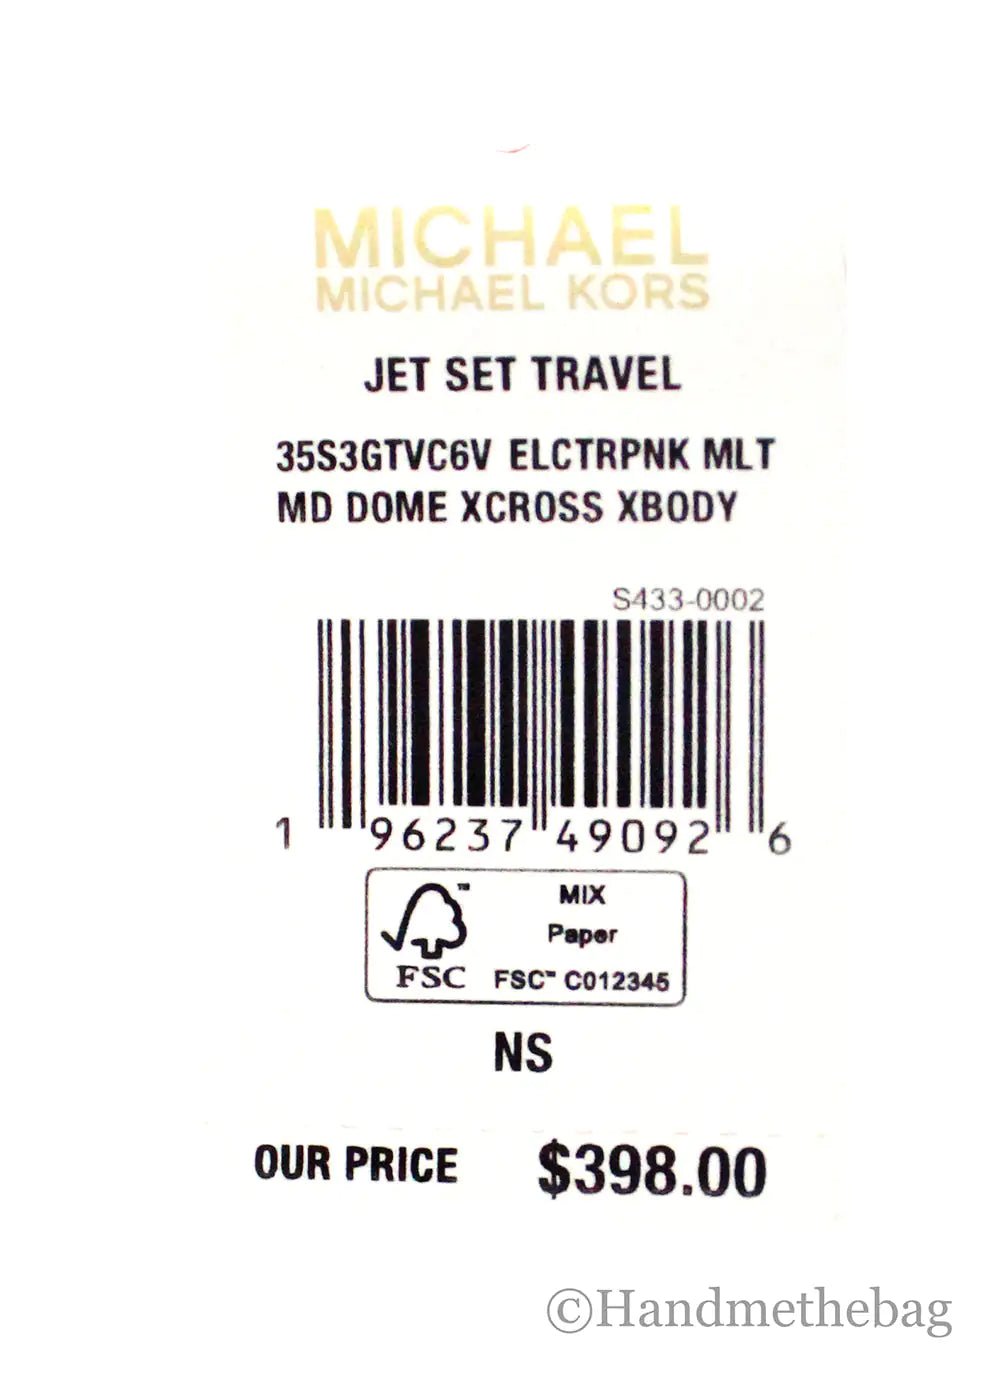 MICHAEL
MICHAEL KORS
JET SET TRAVEL
35S3GTVC6V ELCTRPNK MLT
MD DOME XCROSS XBODY
S433-0002
1 96237 49092 6
FSC
™
MIX
Paper
FSC™ C012345
NS
OUR PRICE $398.00
©Handmethebag